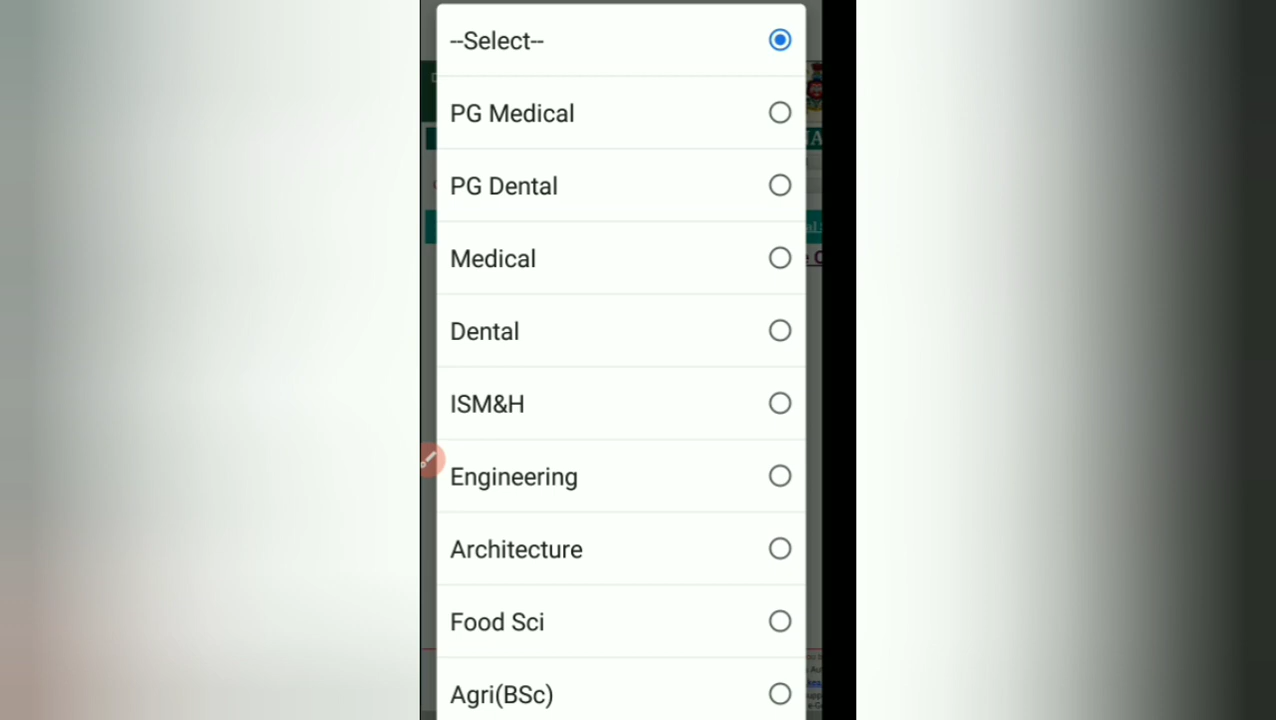 --Select--
PG Medical
PG Dental
Medical
Dental
ISM&H
Engineering
Architecture
Food Sci
Agri(BSc)